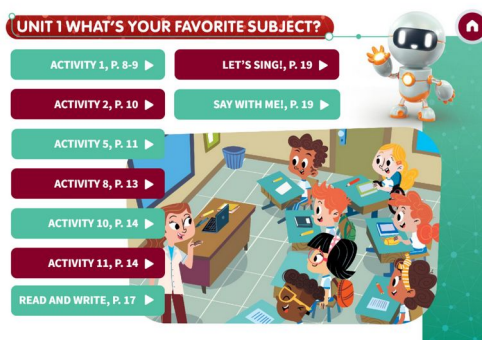 UNIT 1 WHAT'S YOUR FAVORITE SUBJECT?
ACTIVITY 1, P. 8-9
ACTIVITY 2, P. 10
ACTIVITY 5, P. 11
ACTIVITY 8, P. 13
ACTIVITY 10, P. 14
ACTIVITY 11, P. 14
READ AND WRITE, P. 17
LET'S SING!, P. 19
SAY WITH ME!, P. 19